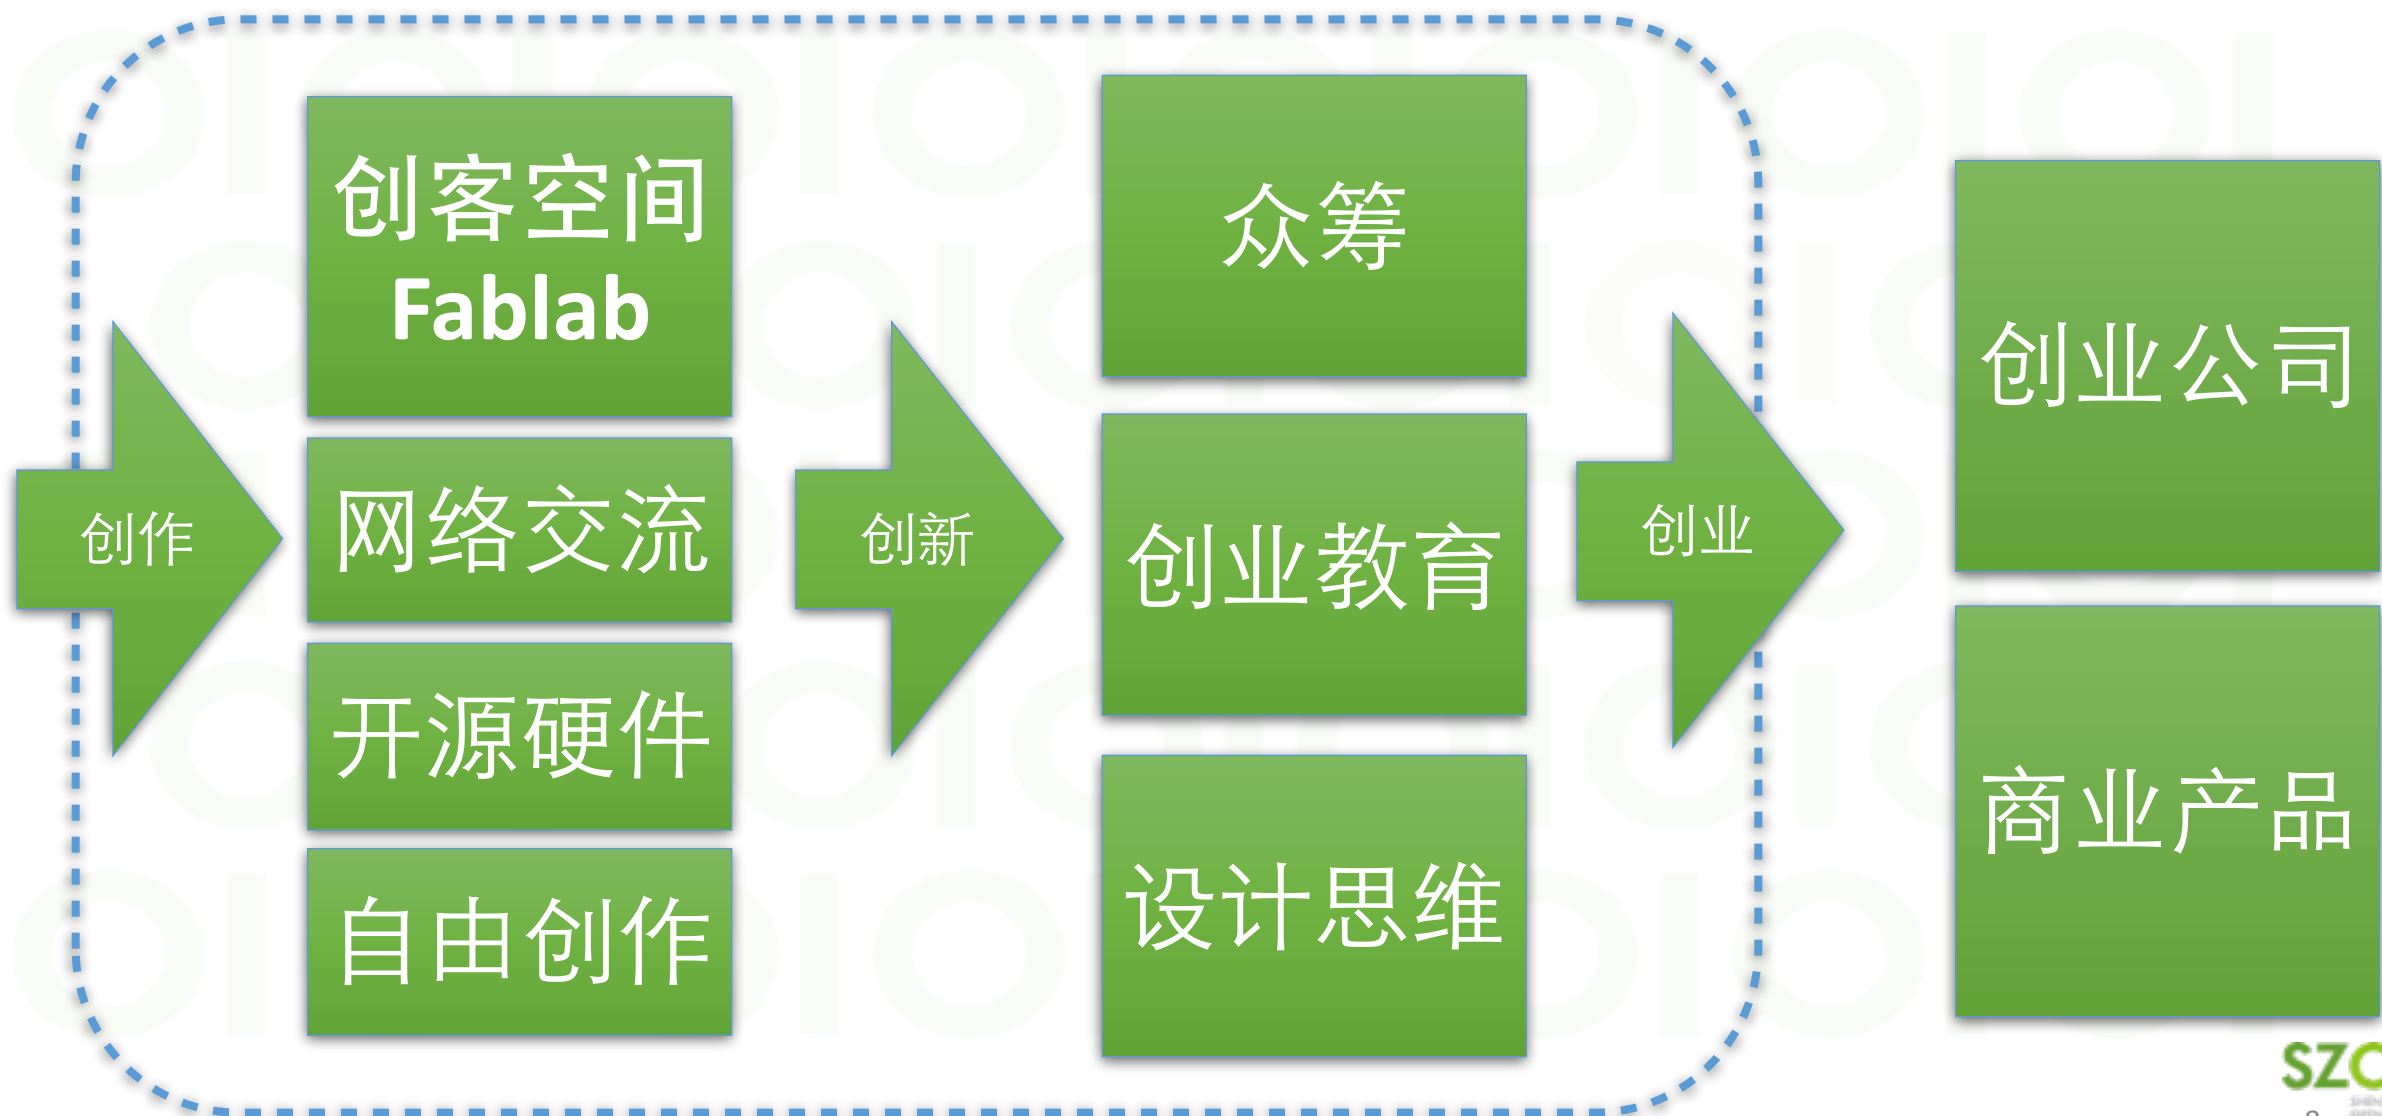 创作
创客空间
Fablab
网络交流
开源硬件
自由创作
创新
众筹
创业教育
设计思维
创业
创业公司
商业产品